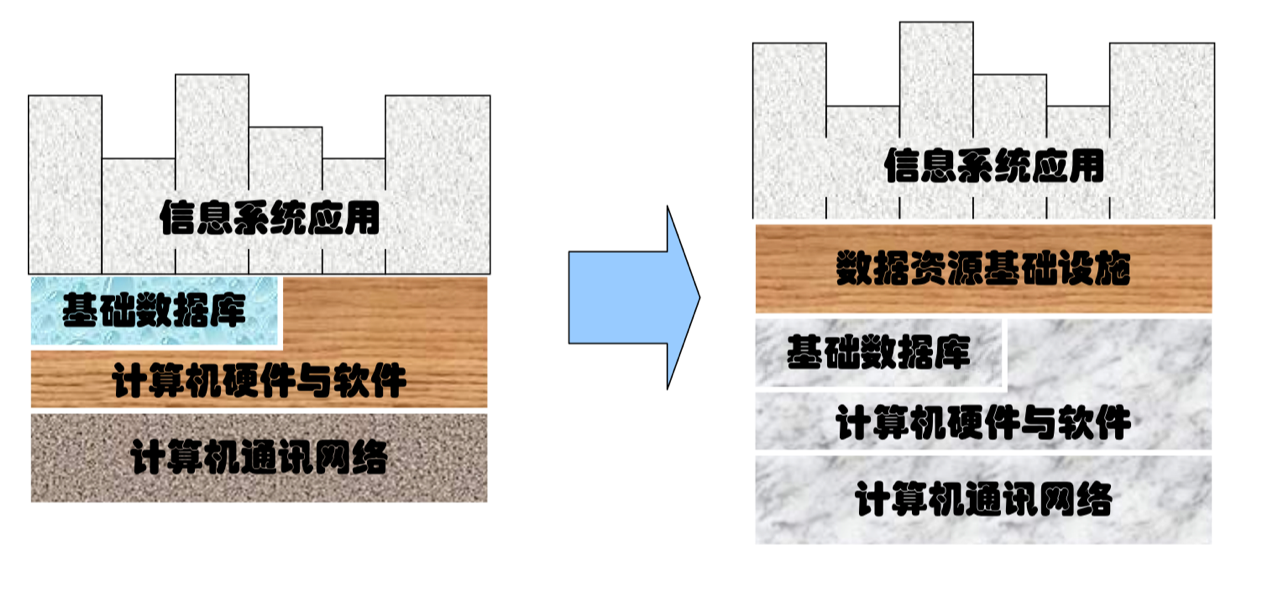 信息系统应用
基础数据库
计算机硬件与软件
计算机通讯网络
信息系统应用
数据资源基础设施
基础数据库
计算机硬件与软件
计算机通讯网络